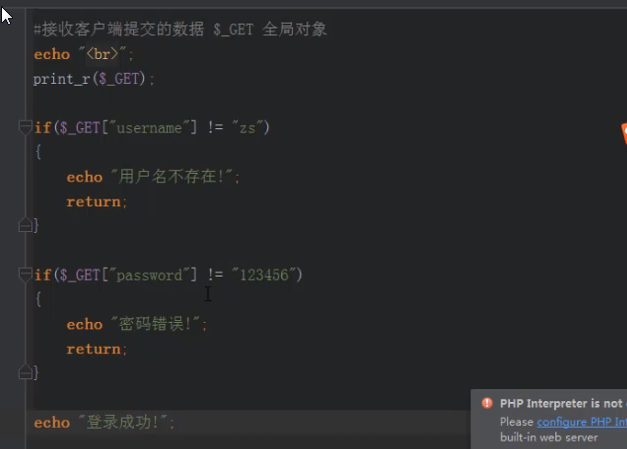 #接收客户端提交的数据 $_GET 全局对象
echo "<br>";
print_r($_GET);
if($_GET["username"] != "zs")
{
echo "用户名不存在!";
return;
}
if($_GET["password"] != "123456")
{
echo "密码错误!";
return;
}
echo "登录成功!";
PHP Interpreter is not
Please configure PHP Int
built-in web server